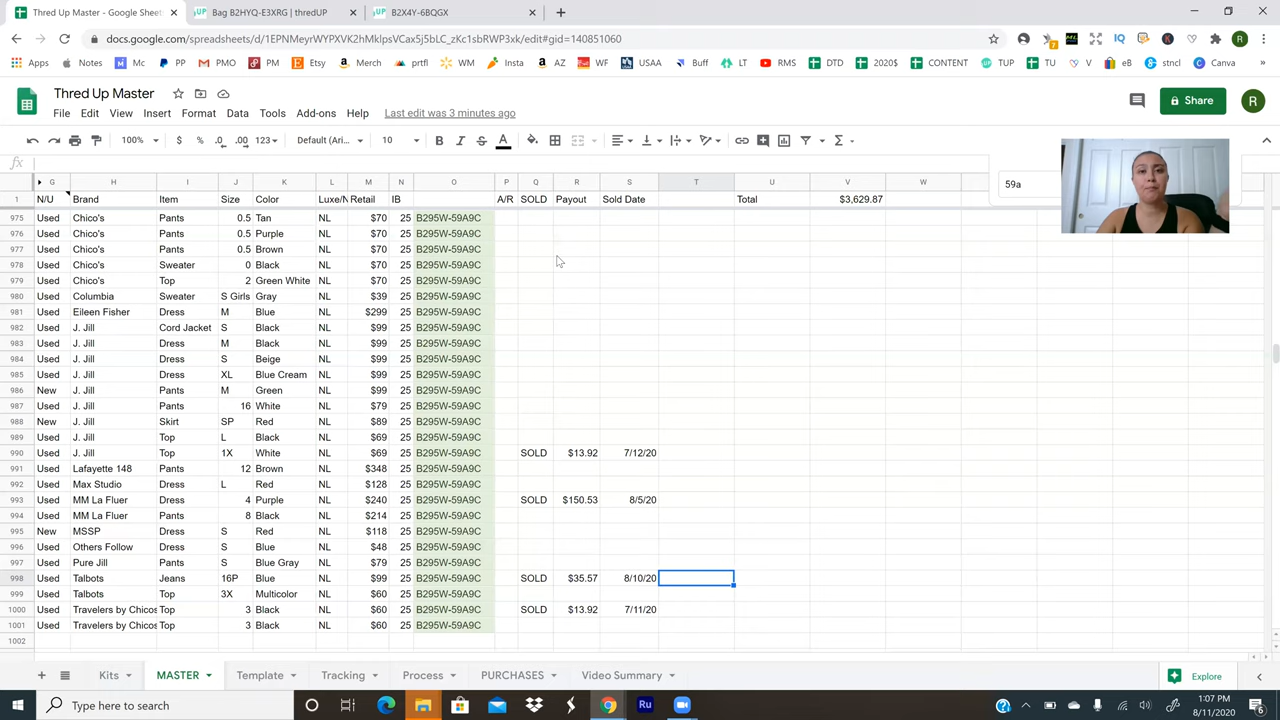 Thred Up Master - Google Sheets
Bag B2HYQ-E3XRG | thredUP
B2X4Y-6BQGX
docs.google.com/spreadsheets/d/1EPNMeyrWYPXVK2hMklpsVCax5j5bLC_zKc1sbRWP3xk/edit#gid=140851060
Apps Notes Mc PP PMO PM Etsy Merch prtfl WM Insta AZ WF USAA Buff LT RMS DTD 2020$ CONTENT TUP TU V eB stncl Canva
Thred Up Master
File Edit View Insert Format Data Tools Add-ons Help Last edit was 3 minutes ago
Share R
100% $ % .0 .00 123 Default (Ari... 10
59a
G H I J K L M N O P Q R S T U V W
1 N/U Brand Item Size Color Luxe/N Retail IB A/R SOLD Payout Sold Date Total $3,629.87
975 Used Chico's Pants 0.5 Tan NL $70 25 B295W-59A9C
976 Used Chico's Pants 0.5 Purple NL $70 25 B295W-59A9C
977 Used Chico's Pants 0.5 Brown NL $70 25 B295W-59A9C
978 Used Chico's Sweater 0 Black NL $70 25 B295W-59A9C
979 Used Chico's Top 2 Green White NL $70 25 B295W-59A9C
980 Used Columbia Sweater S Girls Gray NL $39 25 B295W-59A9C
981 Used Eileen Fisher Dress M Blue NL $299 25 B295W-59A9C
982 Used J. Jill Cord Jacket S Black NL $99 25 B295W-59A9C
983 Used J. Jill Dress M Black NL $99 25 B295W-59A9C
984 Used J. Jill Dress S Beige NL $99 25 B295W-59A9C
985 Used J. Jill Dress XL Blue Cream NL $99 25 B295W-59A9C
986 New J. Jill Pants M Green NL $99 25 B295W-59A9C
987 Used J. Jill Pants 16 White NL $79 25 B295W-59A9C
988 New J. Jill Skirt SP Red NL $89 25 B295W-59A9C
989 Used J. Jill Top L Black NL $69 25 B295W-59A9C
990 Used J. Jill Top 1X White NL $69 25 B295W-59A9C SOLD $13.92 7/12/20
991 Used Lafayette 148 Pants 12 Brown NL $348 25 B295W-59A9C
992 Used Max Studio Dress L Red NL $128 25 B295W-59A9C
993 Used MM La Fluer Dress 4 Purple NL $240 25 B295W-59A9C SOLD $150.53 8/5/20
994 Used MM La Fluer Pants 8 Black NL $214 25 B295W-59A9C
995 New MSSP Dress S Red NL $118 25 B295W-59A9C
996 Used Others Follow Dress S Blue NL $48 25 B295W-59A9C
997 Used Pure Jill Pants S Blue Gray NL $79 25 B295W-59A9C
998 Used Talbots Jeans 16P Blue NL $99 25 B295W-59A9C SOLD $35.57 8/10/20
999 Used Talbots Top 3X Multicolor NL $60 25 B295W-59A9C
1000 Used Travelers by Chicos Top 3 Black NL $60 25 B295W-59A9C SOLD $13.92 7/11/20
1001 Used Travelers by Chicos Top 3 Black NL $60 25 B295W-59A9C
1002
Kits MASTER Template Tracking Process PURCHASES Video Summary Explore
Type here to search
1:07 PM
8/11/2020